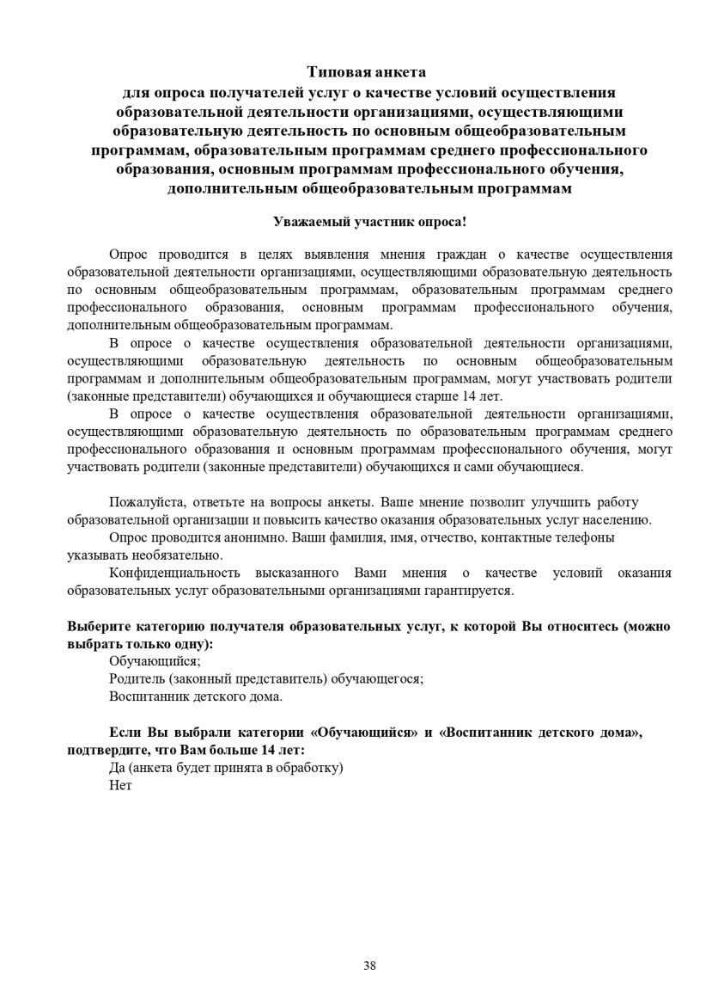 Типовая анкета
для опроса получателей услуг о качестве условий осуществления
образовательной деятельности организациями, осуществляющими
образовательную деятельность по основным общеобразовательным
программам, образовательным программам среднего профессионального
образования, основным программам профессионального обучения,
дополнительным общеобразовательным программам
Уважаемый участник опроса!
Опрос проводится в целях выявления мнения граждан о качестве осуществления
образовательной деятельности организациями, осуществляющими образовательную деятельность
по основным общеобразовательным программам, образовательным программам среднего
профессионального образования, основным программам профессионального обучения,
дополнительным общеобразовательным программам.
В опросе о качестве осуществления образовательной деятельности организациями,
осуществляющими образовательную деятельность по основным общеобразовательным
программам и дополнительным общеобразовательным программам, могут участвовать родители
(законные представители) обучающихся и обучающиеся старше 14 лет.
В опросе о качестве осуществления образовательной деятельности организациями,
осуществляющими образовательную деятельность по образовательным программам среднего
профессионального образования и основным программам профессионального обучения, могут
участвовать родители (законные представители) обучающихся и сами обучающиеся.
Пожалуйста, ответьте на вопросы анкеты. Ваше мнение позволит улучшить работу
образовательной организации и повысить качество оказания образовательных услуг населению.
Опрос проводится анонимно. Ваши фамилия, имя, отчество, контактные телефоны
указывать необязательно.
Конфиденциальность высказанного Вами мнения о качестве условий оказания
образовательных услуг образовательными организациями гарантируется.
Выберите категорию получателя образовательных услуг, к которой Вы относитесь (можно
выбрать только одну):
Обучающийся;
Родитель (законный представитель) обучающегося;
Воспитанник детского дома.
Если Вы выбрали категории «Обучающийся» и «Воспитанник детского дома»,
подтвердите, что Вам больше 14 лет:
Да (анкета будет принята в обработку)
Нет
38